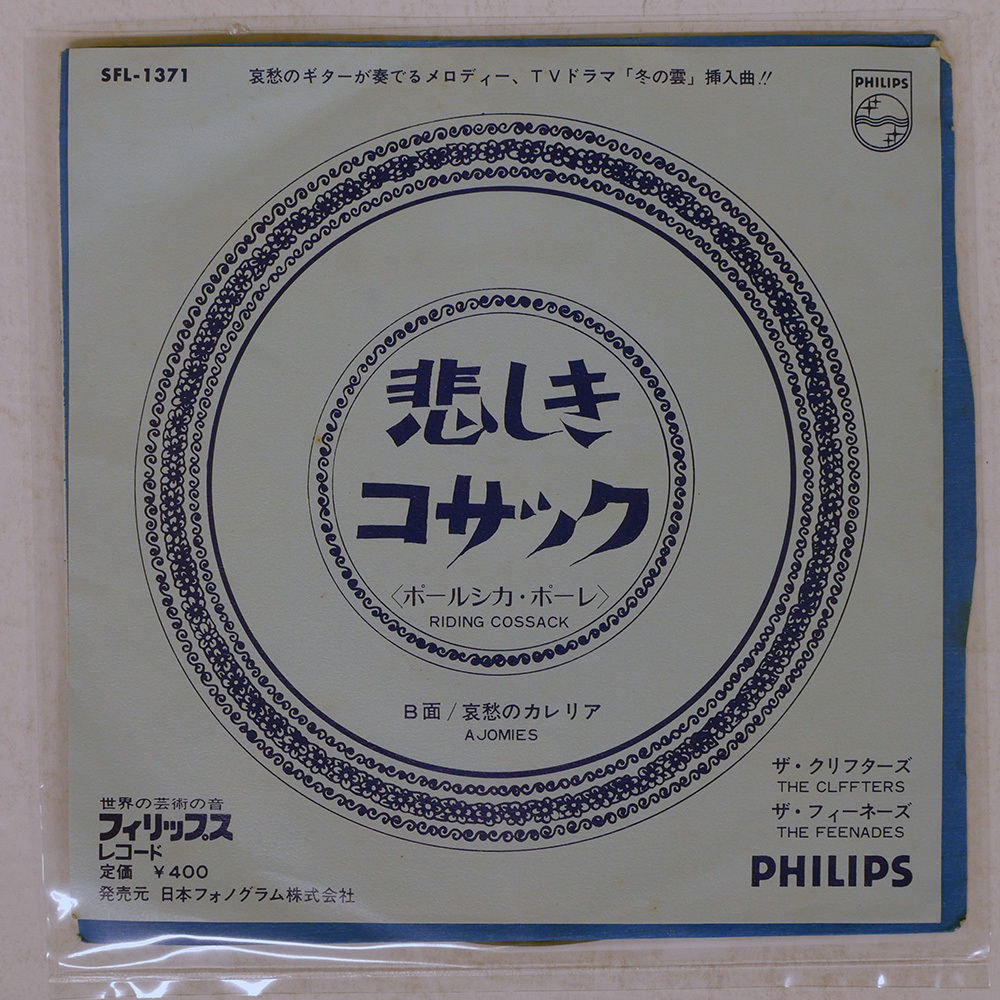 SFL-1371
哀愁のギターが奏でるメロディー、TVドラマ「冬の雲」挿入曲!!
PHILIPS
悲しき
コサック
〈ポールシカ・ポーレ〉
RIDING COSSACK
B面/哀愁のカレリア
AJOMIES
ザ・クリフターズ
THE CLFFTERS
ザ・フィーネーズ
THE FEENADES
PHILIPS
世界の芸術の音
フィリップス
レコード
定価 ¥400
発売元 日本フォノグラム株式会社